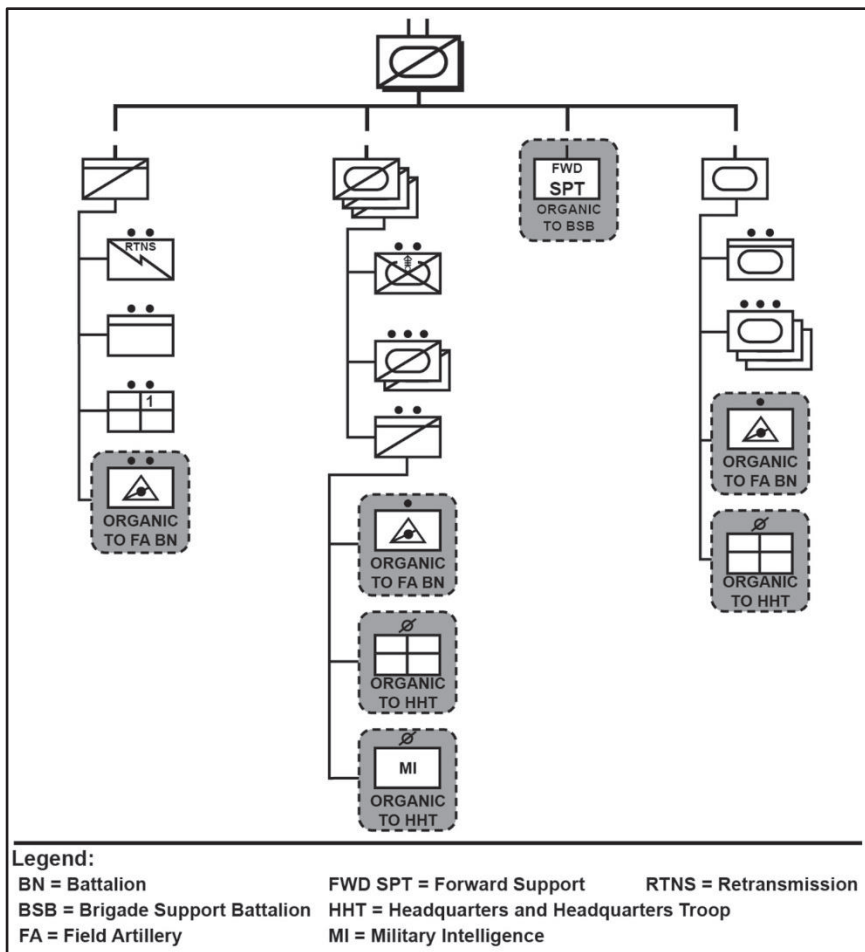 FWD
SPT
ORGANIC
TO BSB
RTNS
1
ORGANIC
TO FA BN
ORGANIC
TO FA BN
ORGANIC
TO HHT
MI
ORGANIC
TO HHT
ORGANIC
TO FA BN
ORGANIC
TO HHT
Legend:
BN = Battalion
FWD SPT = Forward Support
RTNS = Retransmission
BSB = Brigade Support Battalion
HHT = Headquarters and Headquarters Troop
FA = Field Artillery
MI = Military Intelligence